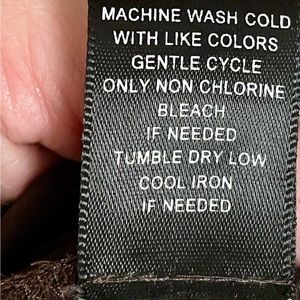 MACHINE WASH COLD
WITH LIKE COLORS
GENTLE CYCLE
ONLY NON CHLORINE
BLEACH
IF NEEDED
TUMBLE DRY LOW
COOL IRON
IF NEEDED